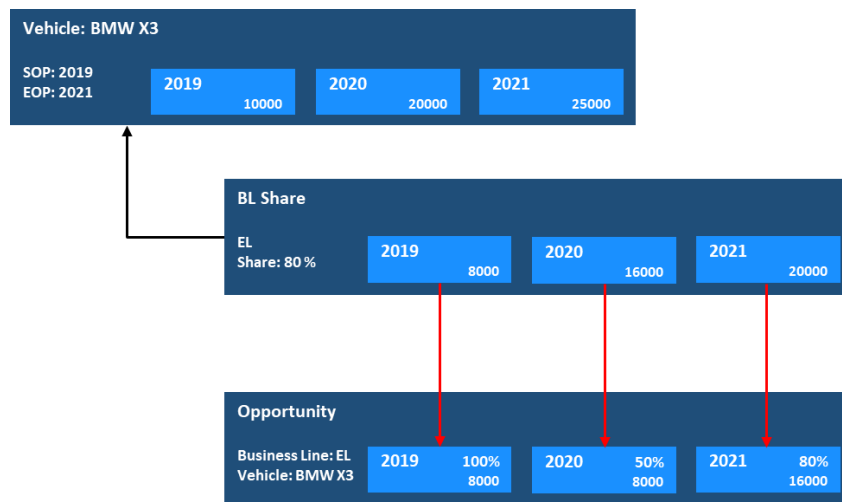 Vehicle: BMW X3
SOP: 2019
EOP: 2021
2019
10000
2020
20000
2021
25000
BL Share
EL
Share: 80 %
2019
8000
2020
16000
2021
20000
Opportunity
Business Line: EL
Vehicle: BMW X3
2019 100%
8000
2020 50%
8000
2021 80%
16000